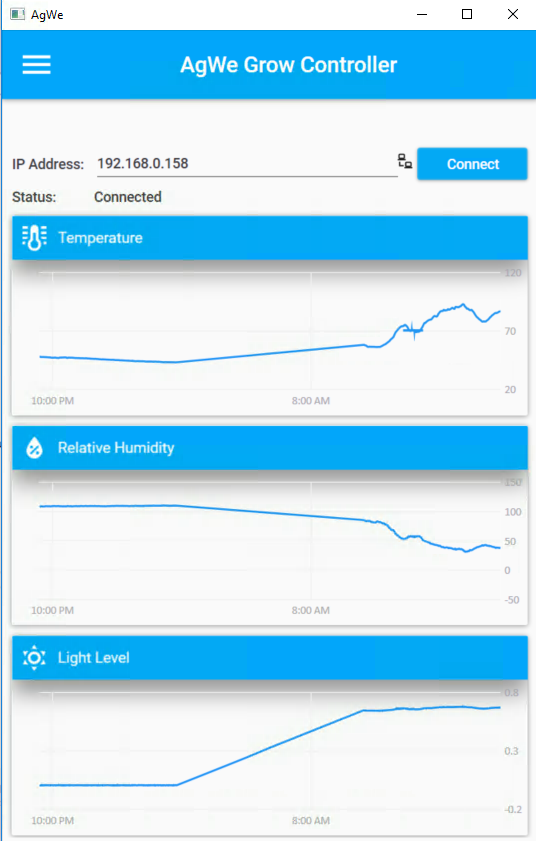 AgWe
AgWe Grow Controller
IP Address: 192.168.0.158 Connect
Status: Connected
Temperature
120
70
20
10:00 PM 8:00 AM
Relative Humidity
150
100
50
0
-50
10:00 PM 8:00 AM
Light Level
0.8
0.3
-0.2
10:00 PM 8:00 AM